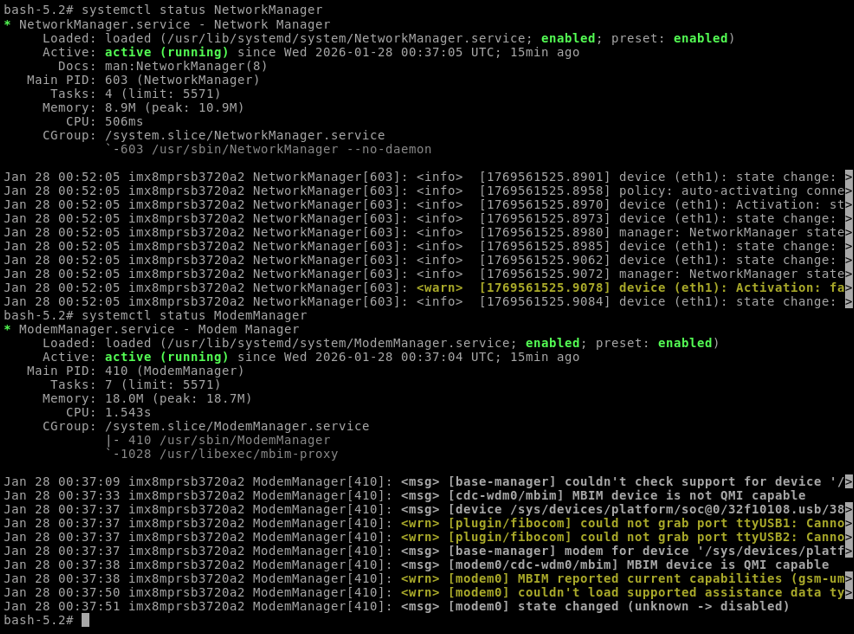 bash-5.2# systemctl status NetworkManager
* NetworkManager.service - Network Manager
     Loaded: loaded (/usr/lib/systemd/system/NetworkManager.service; enabled; preset: enabled)
     Active: active (running) since Wed 2026-01-28 00:37:05 UTC; 15min ago
       Docs: man:NetworkManager(8)
   Main PID: 603 (NetworkManager)
      Tasks: 4 (limit: 5571)
     Memory: 8.9M (peak: 10.9M)
        CPU: 506ms
     CGroup: /system.slice/NetworkManager.service
             `-603 /usr/sbin/NetworkManager --no-daemon

Jan 28 00:52:05 imx8mprsb3720a2 NetworkManager[603]: <info>  [1769561525.8901] device (eth1): state change: >
Jan 28 00:52:05 imx8mprsb3720a2 NetworkManager[603]: <info>  [1769561525.8958] policy: auto-activating conne>
Jan 28 00:52:05 imx8mprsb3720a2 NetworkManager[603]: <info>  [1769561525.8970] device (eth1): Activation: st>
Jan 28 00:52:05 imx8mprsb3720a2 NetworkManager[603]: <info>  [1769561525.8973] device (eth1): state change: >
Jan 28 00:52:05 imx8mprsb3720a2 NetworkManager[603]: <info>  [1769561525.8980] manager: NetworkManager state>
Jan 28 00:52:05 imx8mprsb3720a2 NetworkManager[603]: <info>  [1769561525.8985] device (eth1): state change: >
Jan 28 00:52:05 imx8mprsb3720a2 NetworkManager[603]: <info>  [1769561525.9062] device (eth1): state change: >
Jan 28 00:52:05 imx8mprsb3720a2 NetworkManager[603]: <info>  [1769561525.9072] manager: NetworkManager state>
Jan 28 00:52:05 imx8mprsb3720a2 NetworkManager[603]: <warn>  [1769561525.9078] device (eth1): Activation: fa>
Jan 28 00:52:05 imx8mprsb3720a2 NetworkManager[603]: <info>  [1769561525.9084] device (eth1): state change: >
bash-5.2# systemctl status ModemManager
* ModemManager.service - Modem Manager
     Loaded: loaded (/usr/lib/systemd/system/ModemManager.service; enabled; preset: enabled)
     Active: active (running) since Wed 2026-01-28 00:37:04 UTC; 15min ago
   Main PID: 410 (ModemManager)
      Tasks: 7 (limit: 5571)
     Memory: 18.0M (peak: 18.7M)
        CPU: 1.543s
     CGroup: /system.slice/ModemManager.service
             |- 410 /usr/sbin/ModemManager
             `-1028 /usr/libexec/mbim-proxy

Jan 28 00:37:09 imx8mprsb3720a2 ModemManager[410]: <msg> [base-manager] couldn't check support for device '/>
Jan 28 00:37:33 imx8mprsb3720a2 ModemManager[410]: <msg> [cdc-wdm0/mbim] MBIM device is not QMI capable
Jan 28 00:37:37 imx8mprsb3720a2 ModemManager[410]: <msg> [device /sys/devices/platform/soc@0/32f10108.usb/38>
Jan 28 00:37:37 imx8mprsb3720a2 ModemManager[410]: <wrn> [plugin/fibocom] could not grab port ttyUSB1: Canno>
Jan 28 00:37:37 imx8mprsb3720a2 ModemManager[410]: <wrn> [plugin/fibocom] could not grab port ttyUSB2: Canno>
Jan 28 00:37:37 imx8mprsb3720a2 ModemManager[410]: <msg> [base-manager] modem for device '/sys/devices/platf>
Jan 28 00:37:38 imx8mprsb3720a2 ModemManager[410]: <msg> [modem0/cdc-wdm0/mbim] MBIM device is QMI capable
Jan 28 00:37:38 imx8mprsb3720a2 ModemManager[410]: <wrn> [modem0] MBIM reported current capabilities (gsm-um>
Jan 28 00:37:50 imx8mprsb3720a2 ModemManager[410]: <wrn> [modem0] couldn't load supported assistance data ty>
Jan 28 00:37:51 imx8mprsb3720a2 ModemManager[410]: <msg> [modem0] state changed (unknown -> disabled)
bash-5.2#